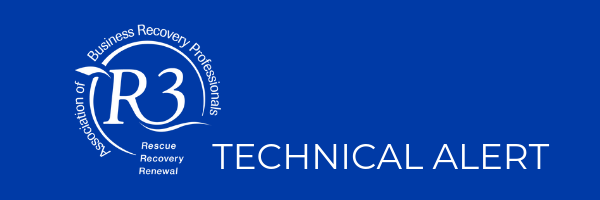 Association of Business Recovery Professionals
R3
Rescue
Recovery
Renewal
TECHNICAL ALERT